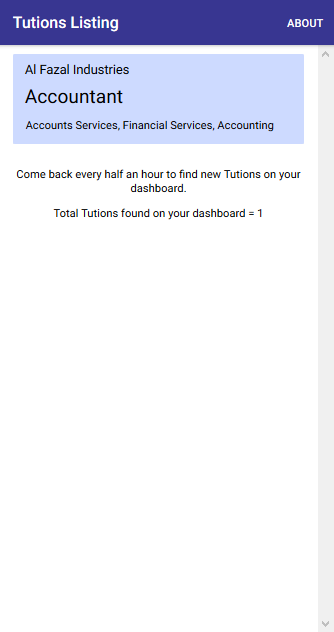 Tutions Listing
ABOUT
Al Fazal Industries
Accountant
Accounts Services, Financial Services, Accounting
Come back every half an hour to find new Tutions on your
dashboard.
Total Tutions found on your dashboard = 1